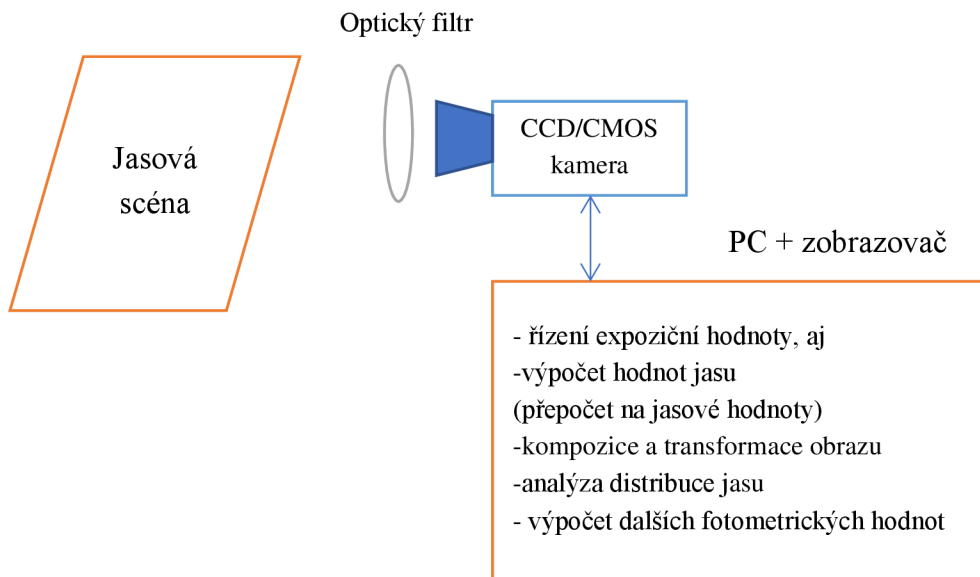 Optický filtr
Jasová
scéna
CCD/CMOS
kamera
PC + zobrazovač
- řízení expoziční hodnoty, aj
-výpočet hodnot jasu
(přepočet na jasové hodnoty)
-kompozice a transformace obrazu
-analýza distribuce jasu
- výpočet dalších fotometrických hodnot